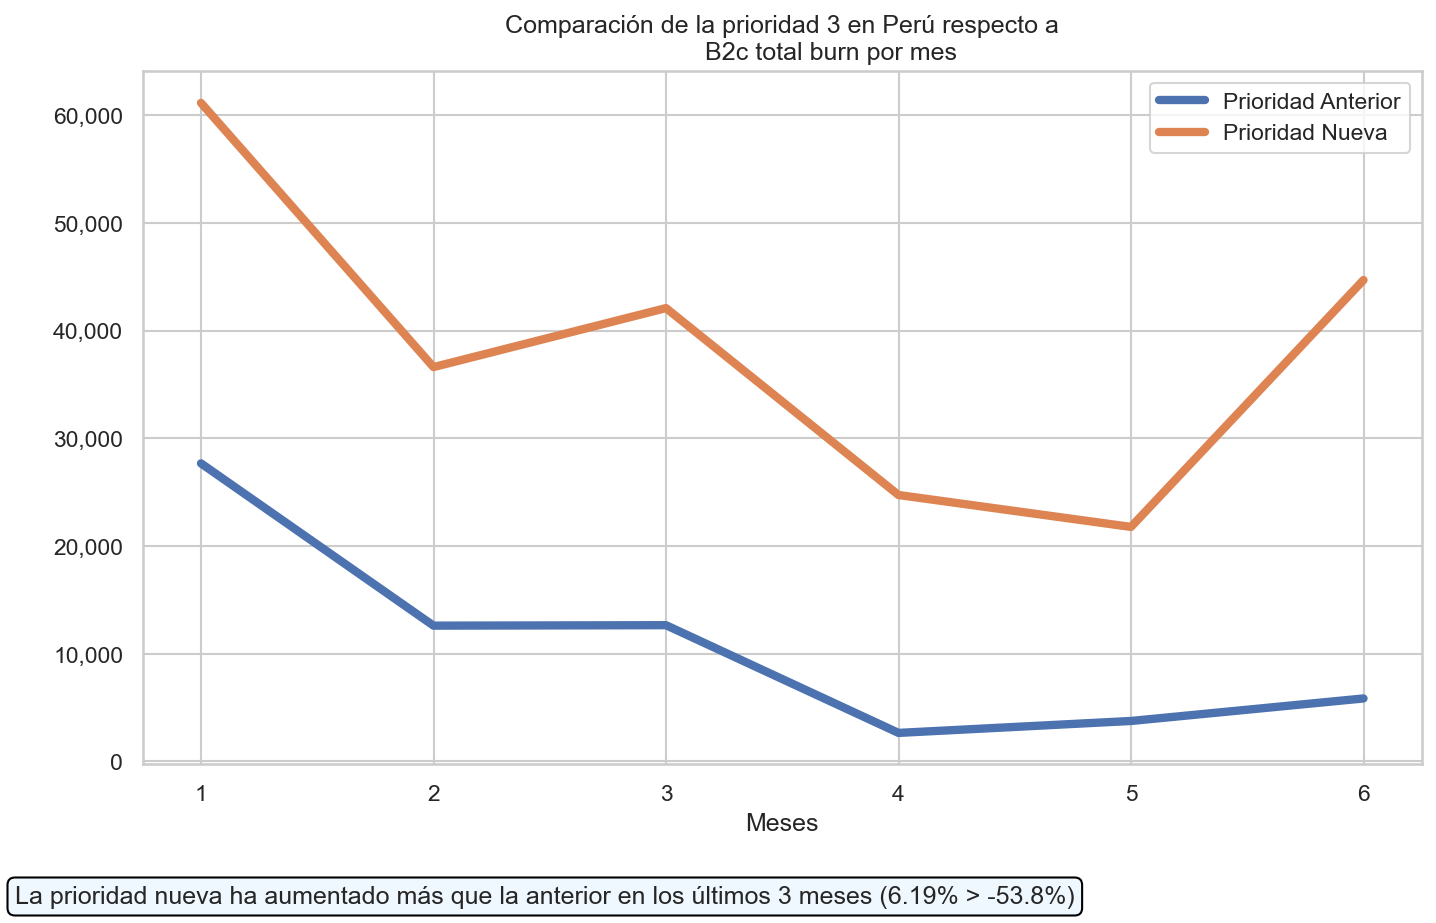 Comparación de la prioridad 3 en Perú respecto a
B2c total burn por mes
Prioridad Anterior
Prioridad Nueva
60,000
50,000
40,000
30,000
20,000
10,000
0
1 2 3 4 5 6
Meses
La prioridad nueva ha aumentado más que la anterior en los últimos 3 meses (6.19% > -53.8%)